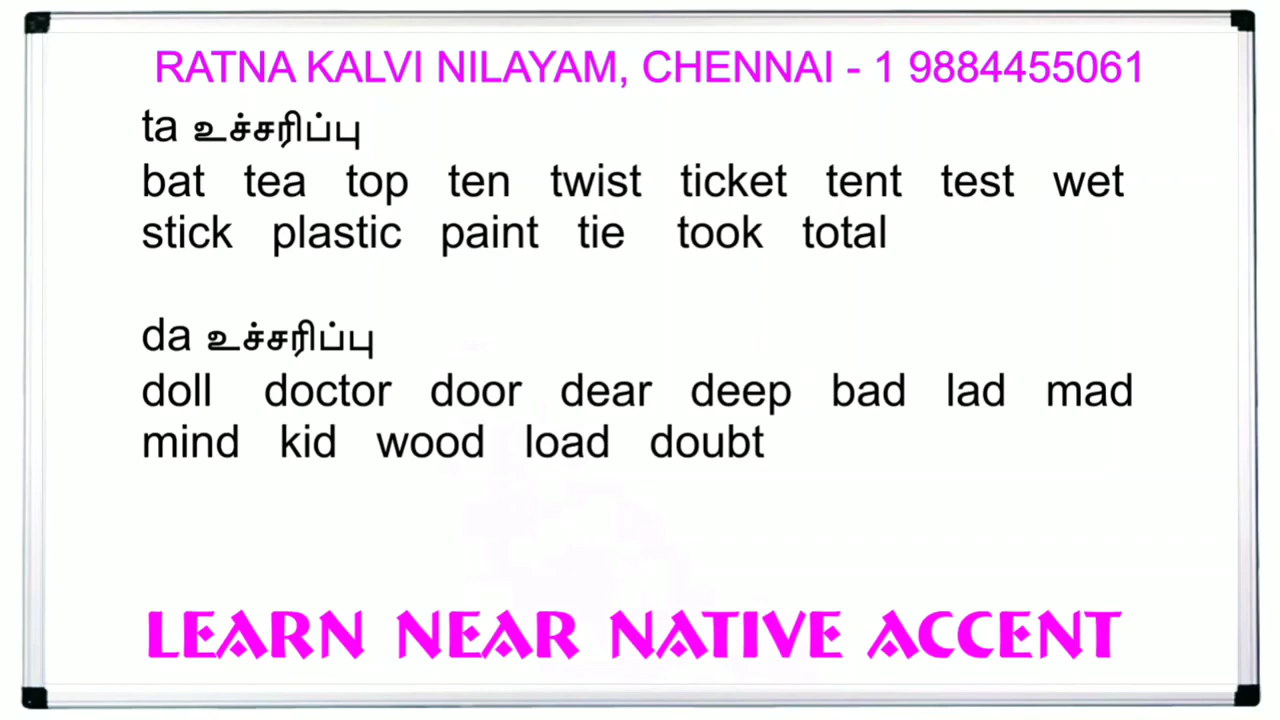 RATNA KALVI NILAYAM, CHENNAI - 1 9884455061
ta உச்சரிப்பு
bat tea top ten twist ticket tent test wet
stick plastic paint tie took total
da உச்சரிப்பு
doll doctor door dear deep bad lad mad
mind kid wood load doubt
LEARN NEAR NATIVE ACCENT